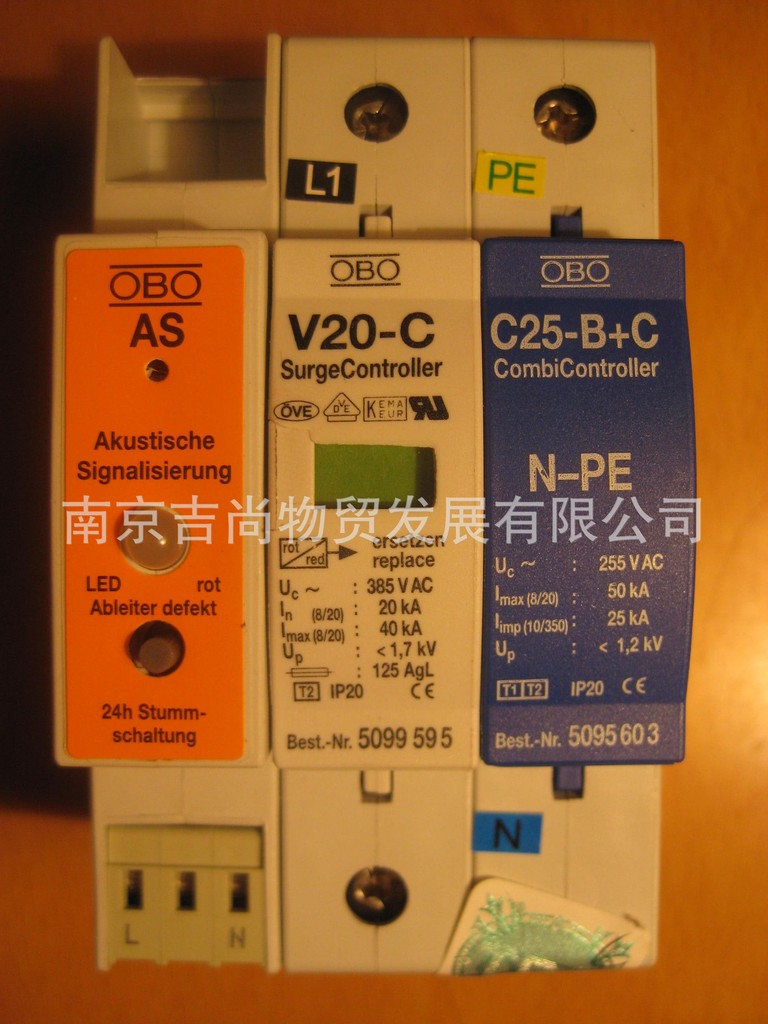 L1
PE
OBO
AS
Akustische
Signalisierung
LED rot
Ableiter defekt
24h Stumm-
schaltung
L N
OBO
V20-C
SurgeController
ÖVE VDE KEMA EUR
rot
red
ersetzen
replace
Uc ~ : 385 V AC
In (8/20) : 20 kA
Imax (8/20) : 40 kA
Up : < 1,7 kV
: 125 AgL
T2 IP20 CE
Best.-Nr. 5099 59 5
OBO
C25-B+C
CombiController
N-PE
Uc ~ : 255 V AC
Imax (8/20) : 50 kA
Iimp (10/350) : 25 kA
Up : < 1,2 kV
T1 T2 IP20 CE
Best.-Nr. 5095 60 3
N
南京吉尚物贸发展有限公司